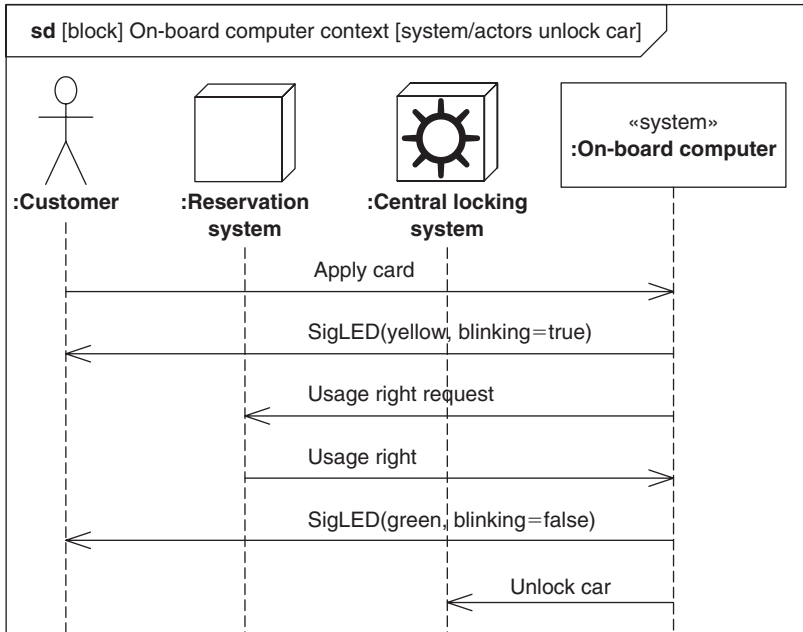 sd [block] On-board computer context [system/actors unlock car]
«system»
:On-board computer
:Customer
:Reservation
system
:Central locking
system
Apply card
SigLED(yellow, blinking=true)
Usage right request
Usage right
SigLED(green, blinking=false)
Unlock car